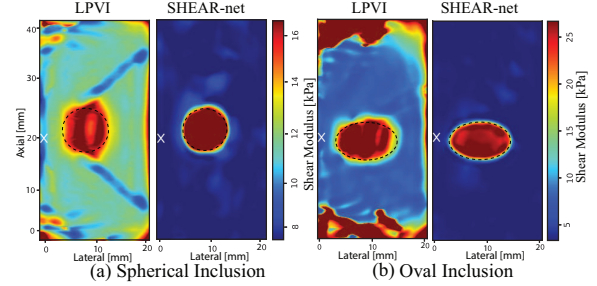 LPVI SHEAR-net LPVI SHEAR-net
40
30
20
10
0
Axial [mm]
X X X X
16
14
12
10
8
Shear Modulus [kPa]
25
20
15
10
5
Shear Modulus [kPa]
0 10 20 0 10 20 0 10 20 0 10 20
Lateral [mm] Lateral [mm] Lateral [mm] Lateral [mm]
(a) Spherical Inclusion (b) Oval Inclusion